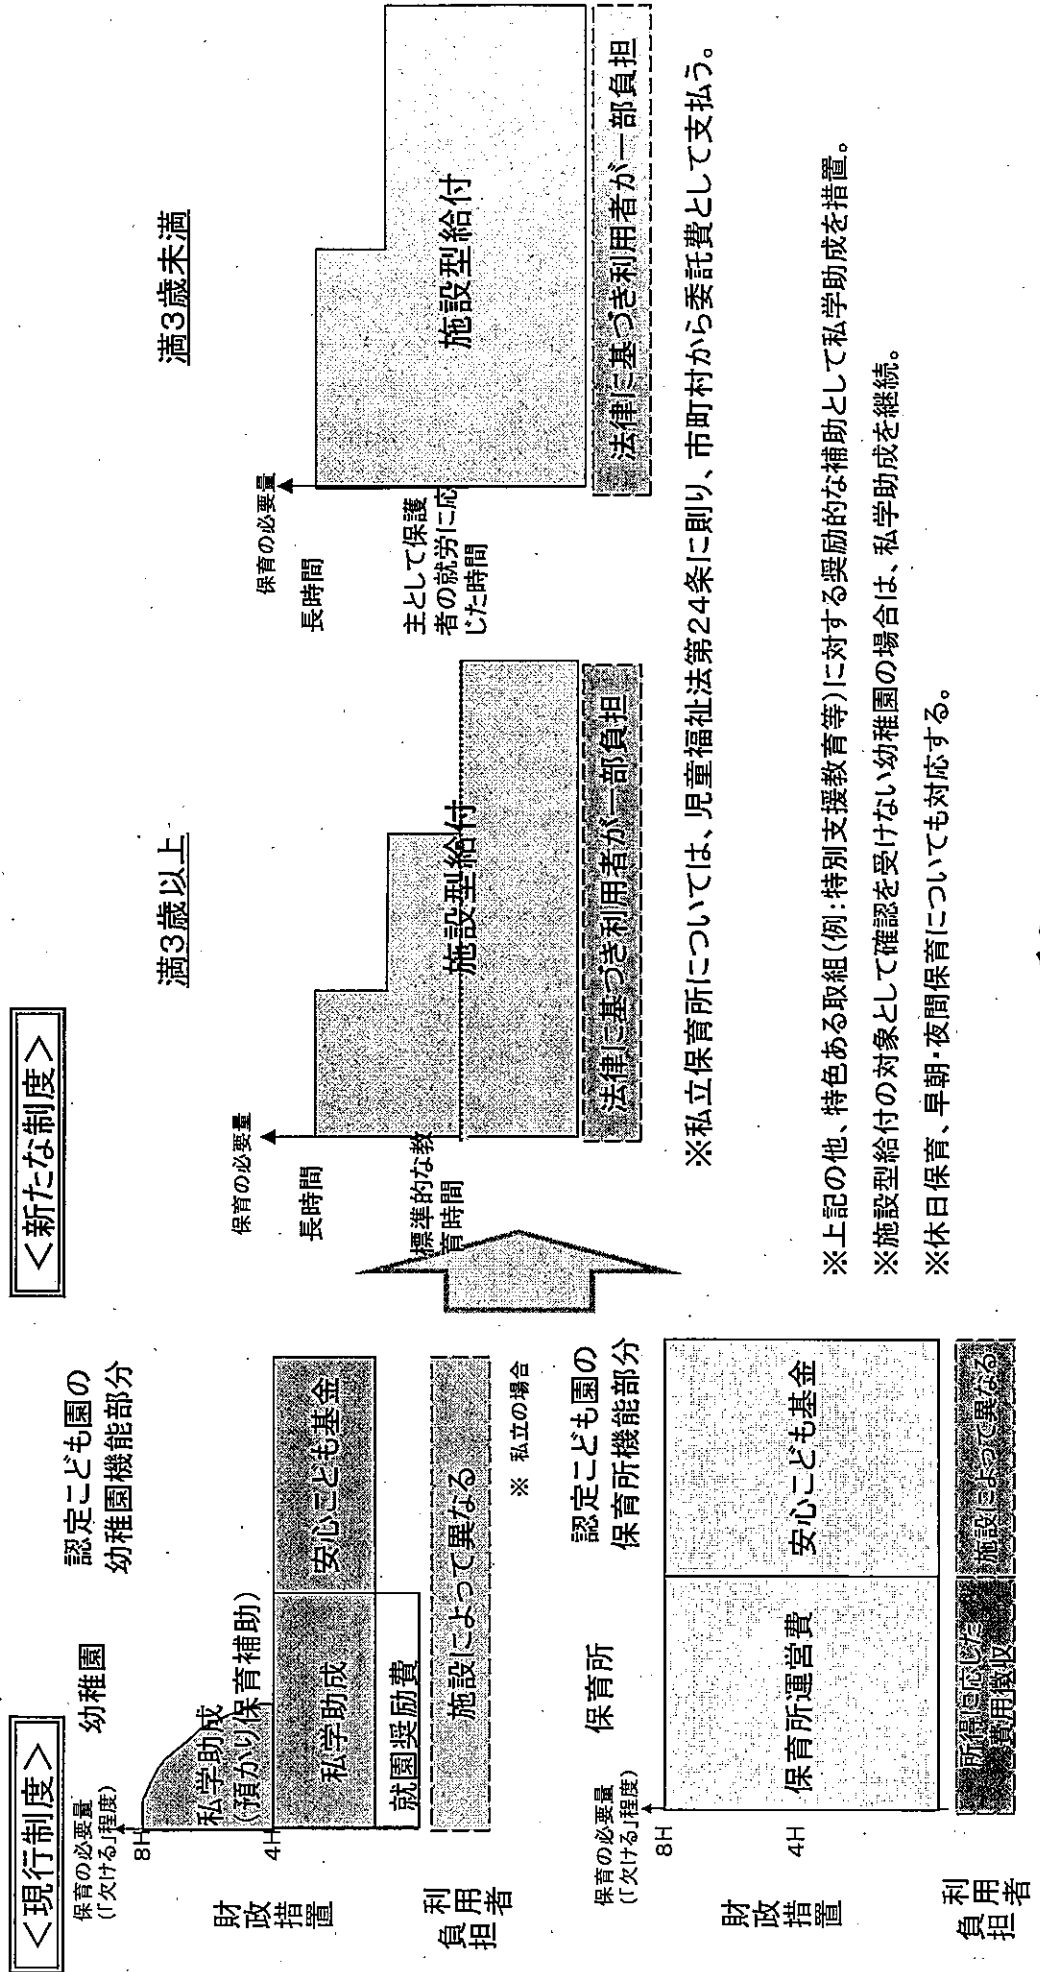 <現行制度>
保育の必要量
(「欠ける」程度)
幼稚園
認定こども園の
幼稚園機能部分
8H
4H
財政措置
私学助成
(預かり保育補助)
私学助成
安心こども基金
就園奨励費
利用者負担
施設によって異なる
※ 私立の場合
保育の必要量
(「欠ける」程度)
保育所
認定こども園の
保育所機能部分
8H
4H
財政措置
保育所運営費
安心こども基金
利用者負担
所得に応じた
費用徴収
施設によって異なる
<新たな制度>
満3歳以上
保育の必要量
長時間
標準的な教
育時間
施設型給付
法律に基づき利用者が一部負担
満3歳未満
保育の必要量
長時間
主として保護
者の就労に応
じた時間
施設型給付
法律に基づき利用者が一部負担
※私立保育所については、児童福祉法第24条に則り、市町村から委託費として支払う。
※上記の他、特色ある取組(例:特別支援教育等)に対する奨励的な補助として私学助成を措置。
※施設型給付の対象として確認を受けない幼稚園の場合は、私学助成を継続。
※休日保育、早朝・夜間保育についても対応する。